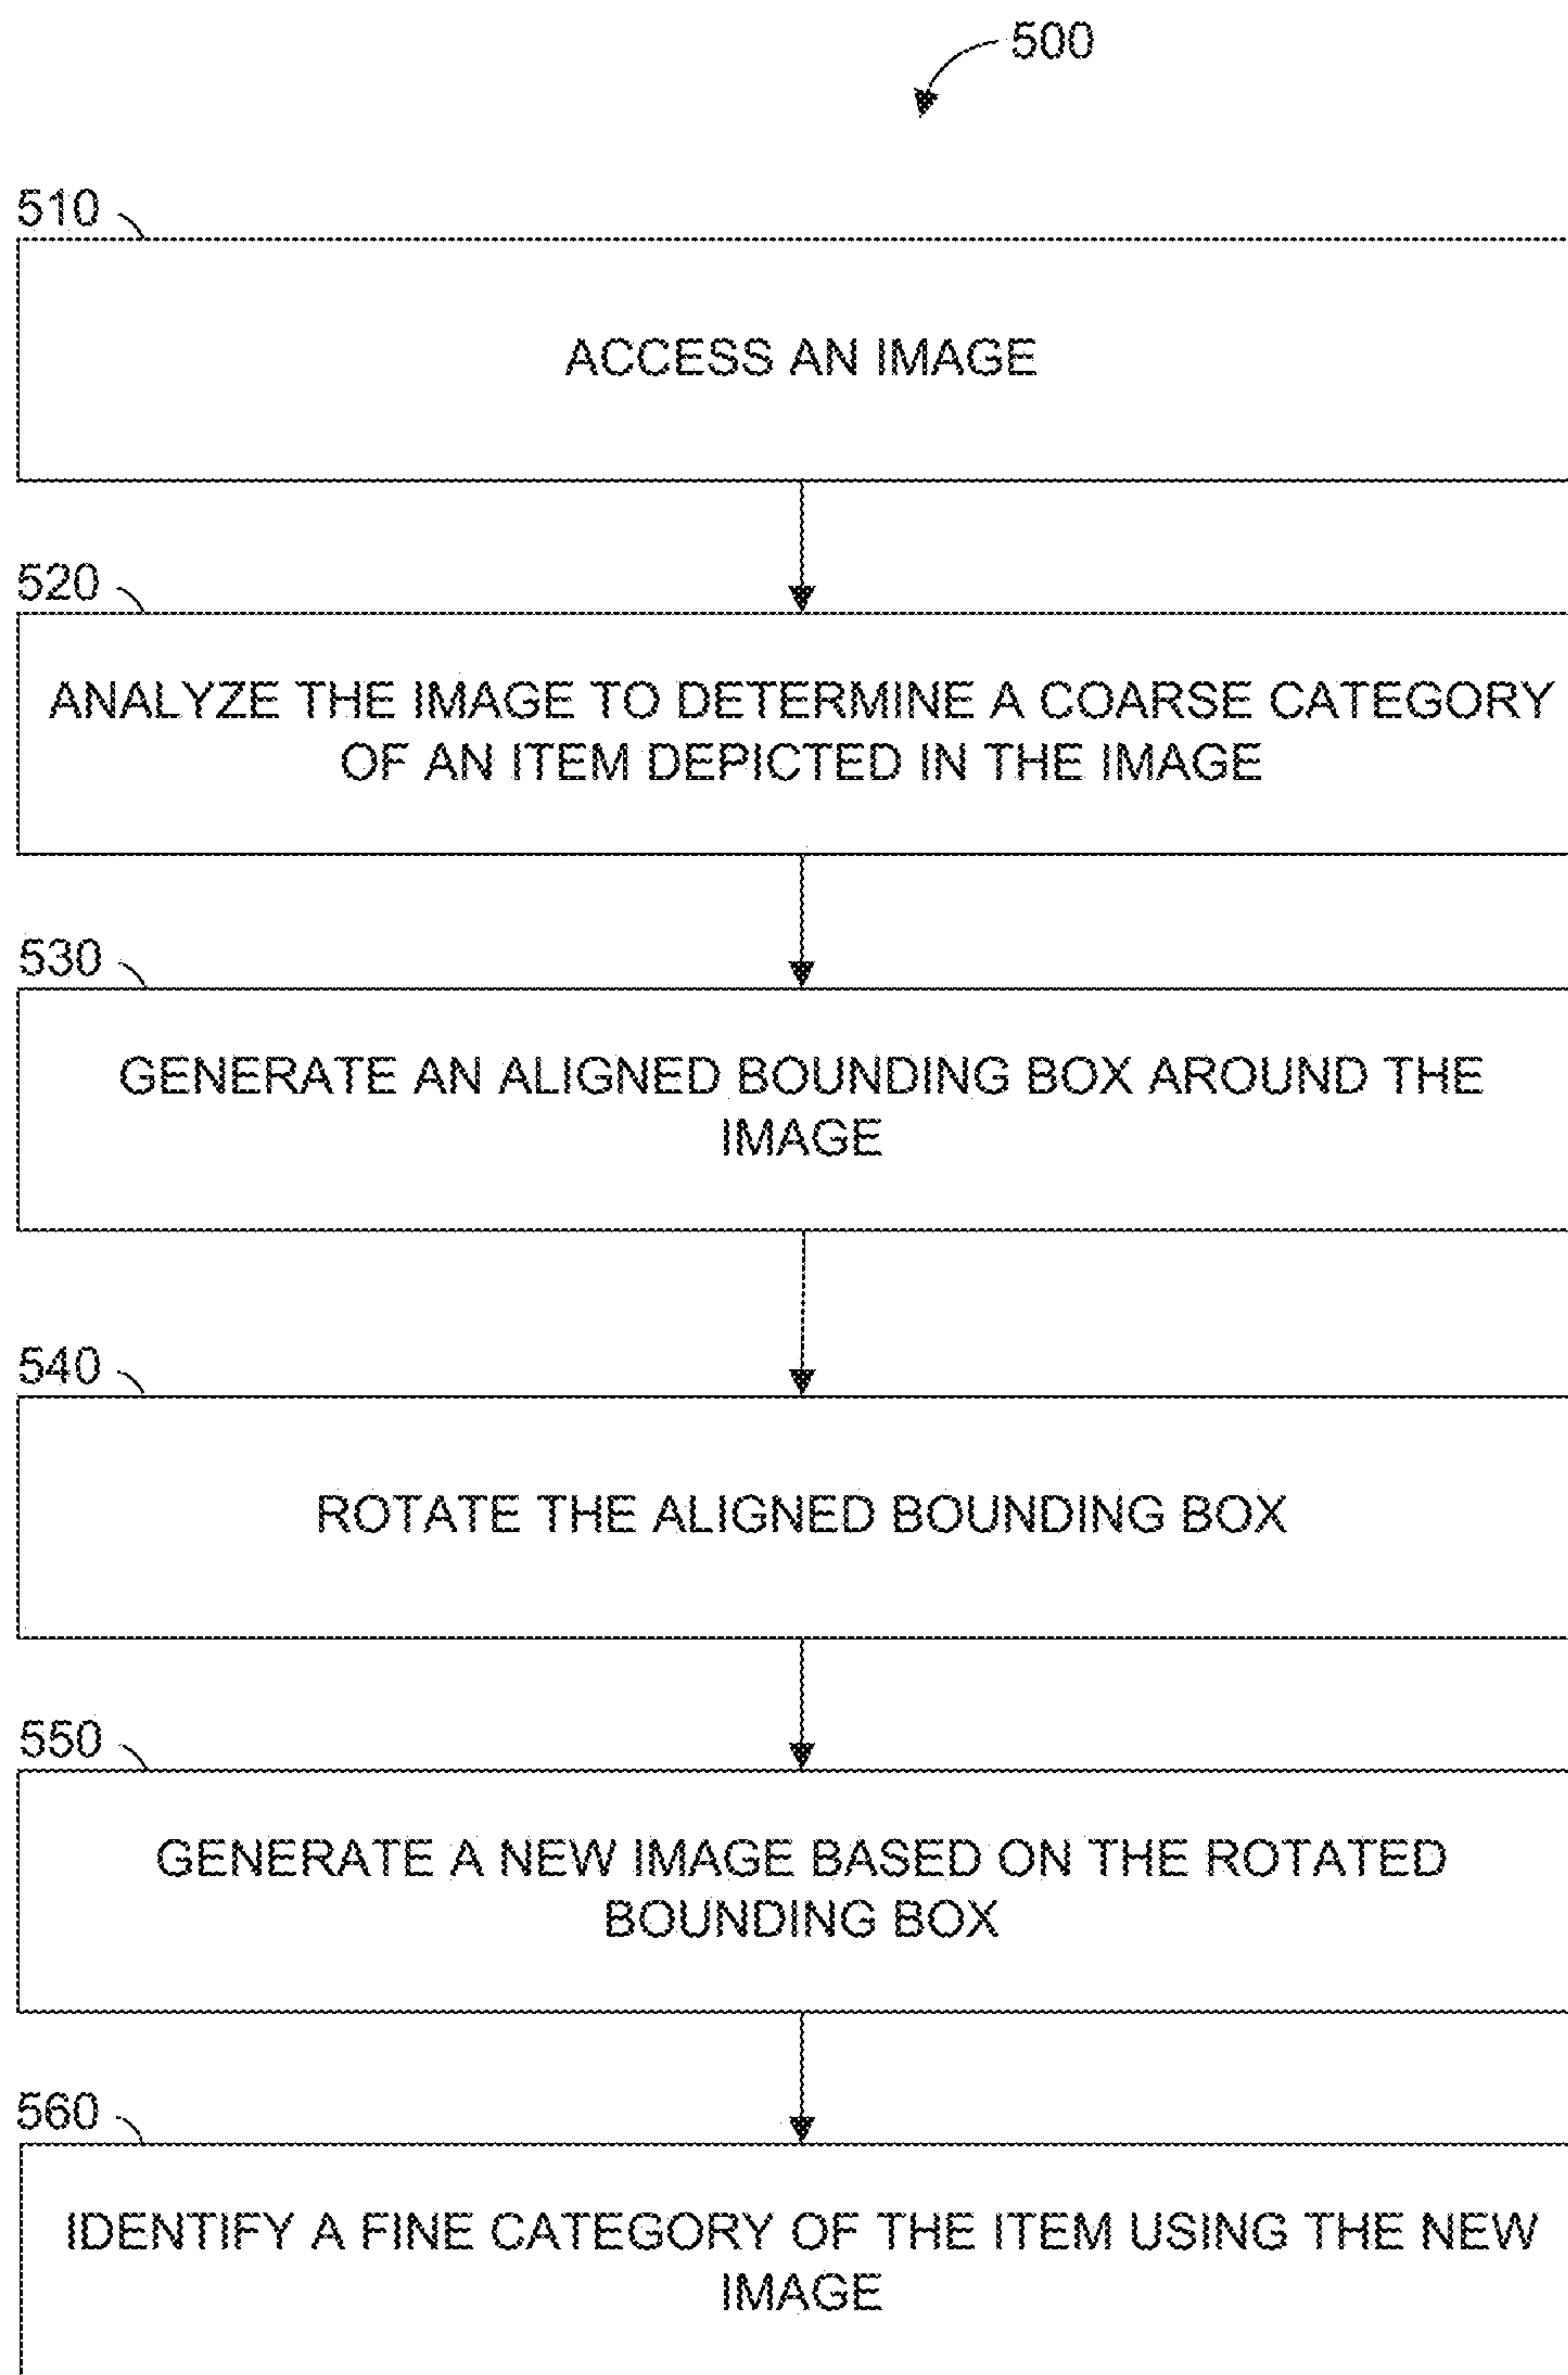 500
510
ACCESS AN IMAGE
520
ANALYZE THE IMAGE TO DETERMINE A COARSE CATEGORY
OF AN ITEM DEPICTED IN THE IMAGE
530
GENERATE AN ALIGNED BOUNDING BOX AROUND THE
IMAGE
540
ROTATE THE ALIGNED BOUNDING BOX
550
GENERATE A NEW IMAGE BASED ON THE ROTATED
BOUNDING BOX
560
IDENTIFY A FINE CATEGORY OF THE ITEM USING THE NEW
IMAGE